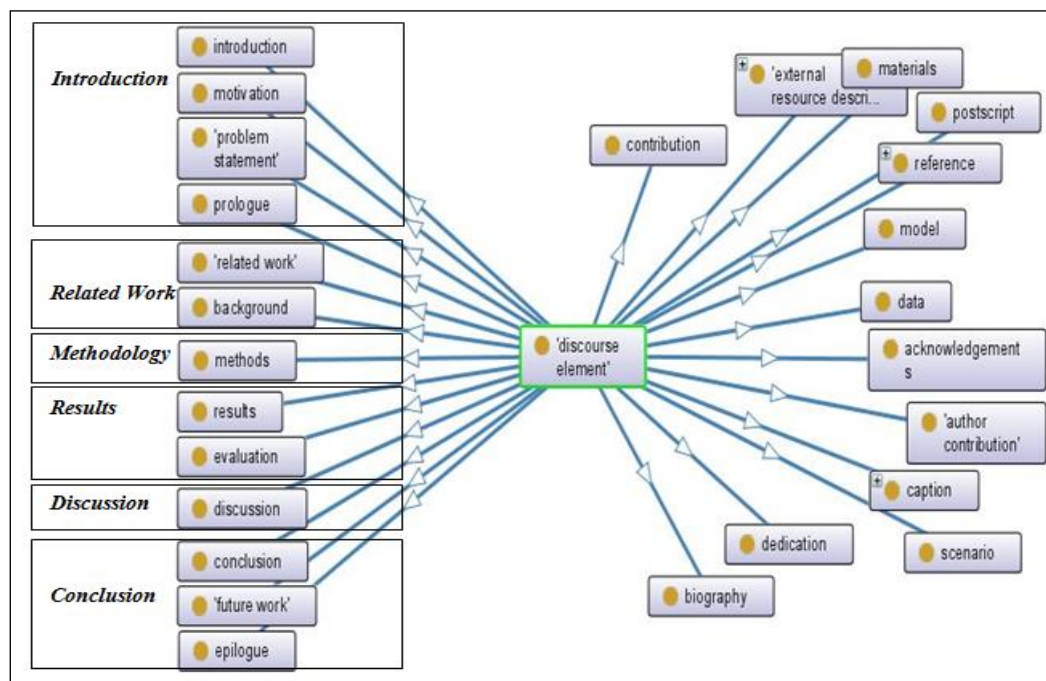 Introduction
introduction
motivation
'problem
statement'
prologue
Related Work
'related work'
background
Methodology
methods
Results
results
evaluation
Discussion
discussion
Conclusion
conclusion
'future work'
epilogue
'discourse
element'
contribution
'external
resource descri...
materials
postscript
reference
model
data
acknowledgement
s
'author
contribution'
caption
scenario
dedication
biography